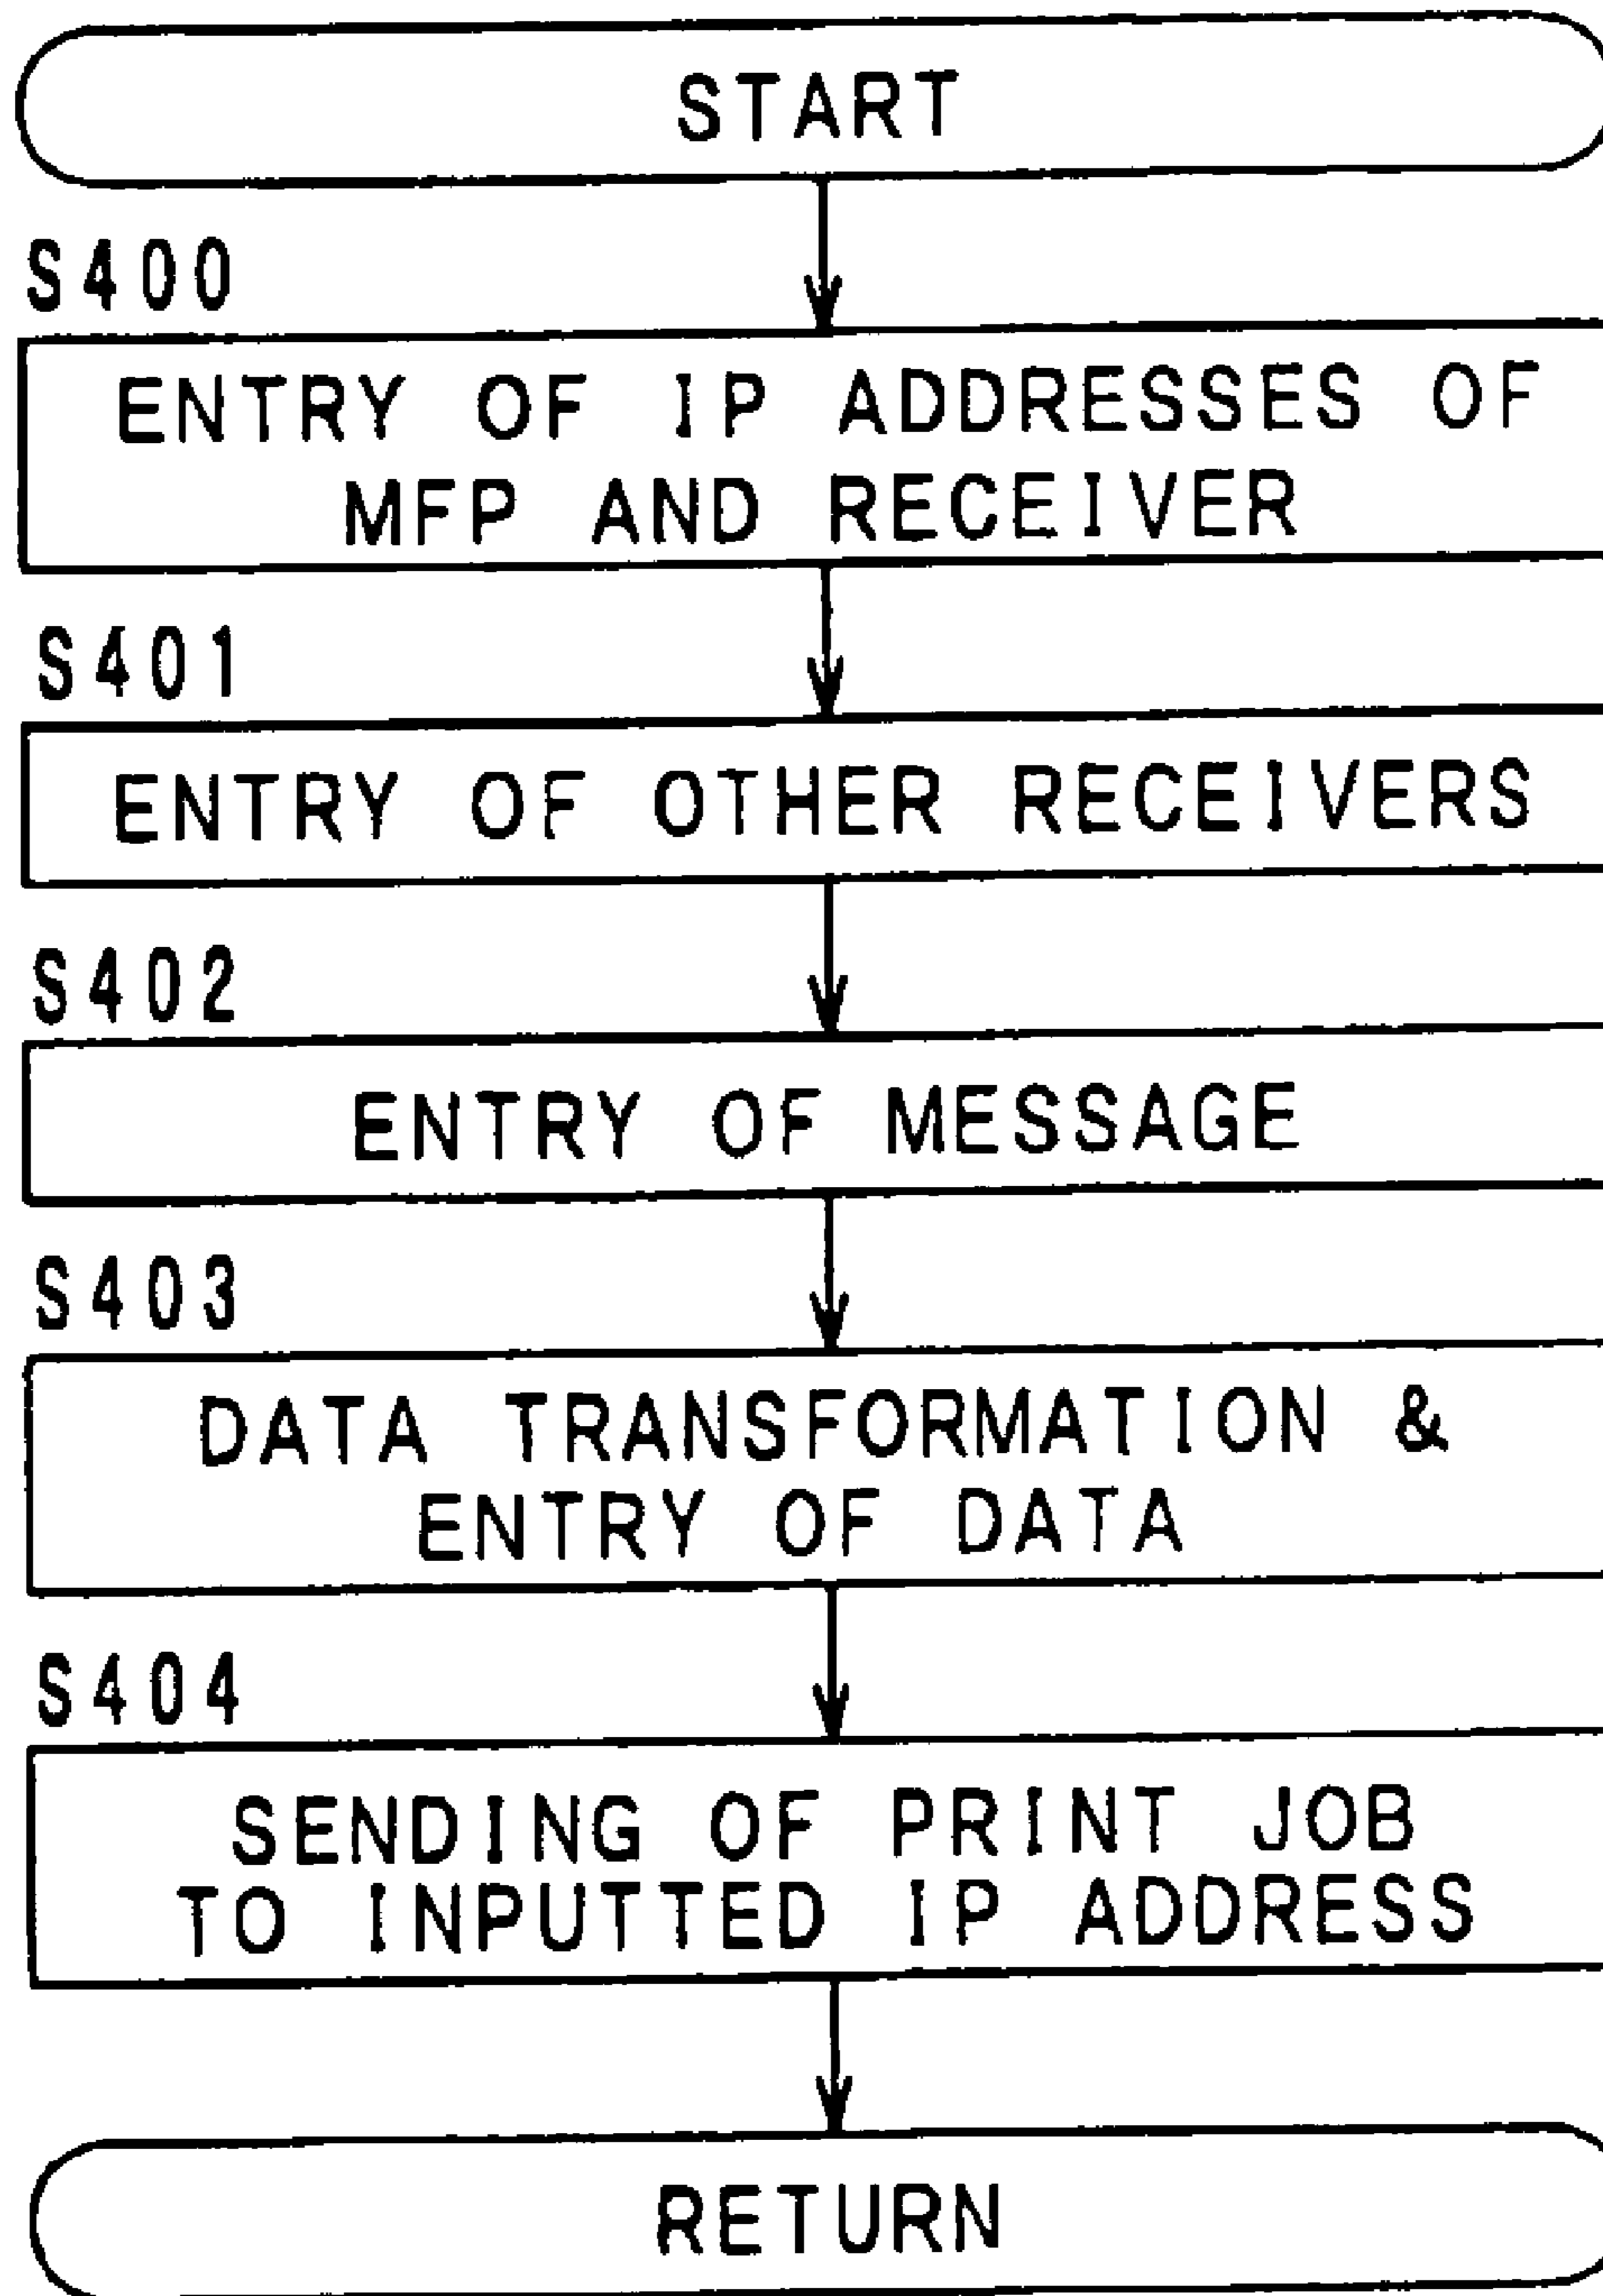 START
S400
ENTRY OF IP ADDRESSES OF
MFP AND RECEIVER
S401
ENTRY OF OTHER RECEIVERS
S402
ENTRY OF MESSAGE
S403
DATA TRANSFORMATION &
ENTRY OF DATA
S404
SENDING OF PRINT JOB
TO INPUTTED IP ADDRESS
RETURN